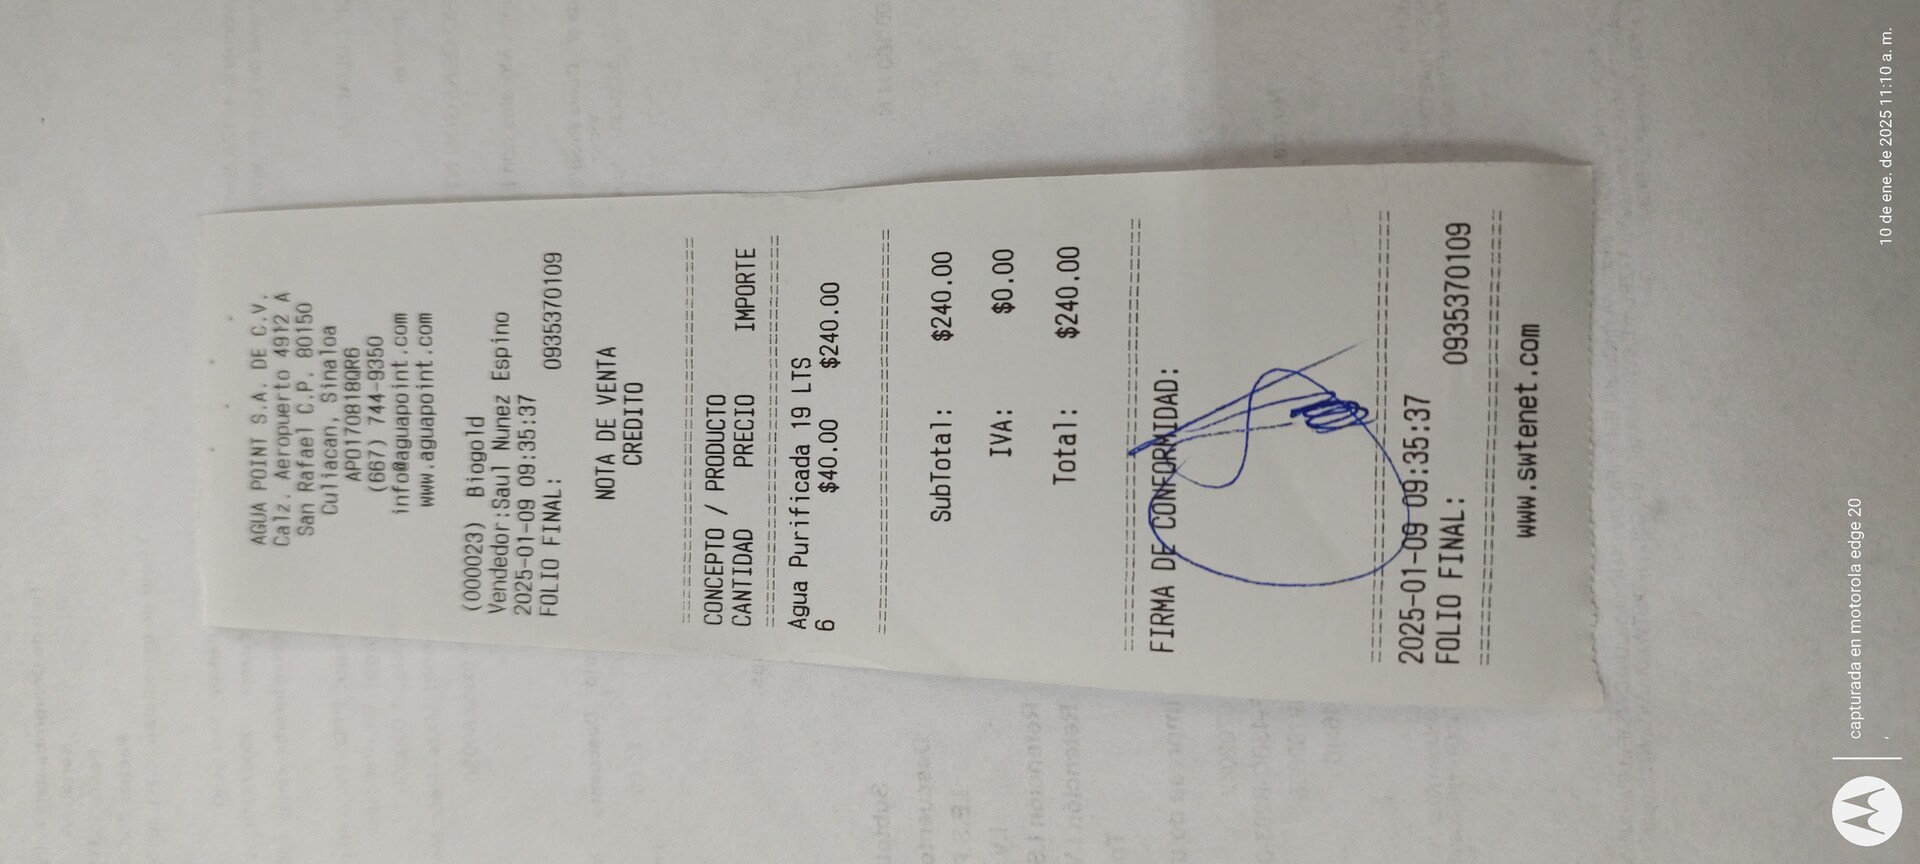 AGUA POINT S.A. DE C.V.
Calz. Aeropuerto 4912 A
San Rafael C.P. 80150
Culiacan, Sinaloa
APO170818QR6
(667) 744-9350
info@aguapoint.com
www.aguapoint.com
(000023) Biogold
Vendedor:Saul Nunez Espino
2025-01-09 09:35:37
FOLIO FINAL: 0935370109
NOTA DE VENTA
CREDITO
CONCEPTO / PRODUCTO
CANTIDAD PRECIO IMPORTE
Agua Purificada 19 LTS
6 $40.00 $240.00
SubTotal: $240.00
IVA: $0.00
Total: $240.00
FIRMA DE CONFORMIDAD:
2025-01-09 09:35:37
FOLIO FINAL: 0935370109
www.swtenet.com
capturada en motorola edge 20
10 de ene. de 2025 11:10 a. m.